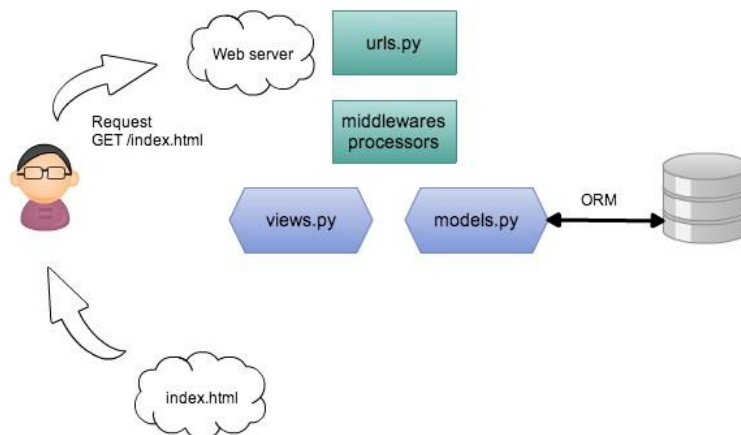 Web server
urls.py
Request
GET /index.html
middlewares
processors
views.py
models.py
ORM
index.html